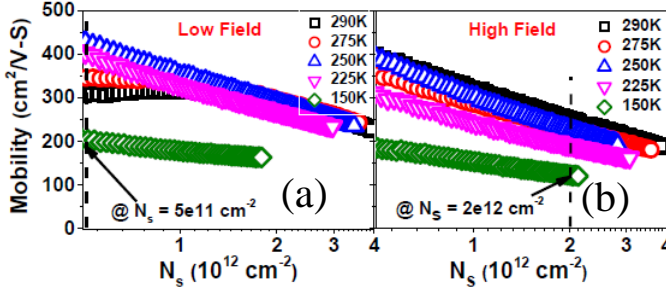 500
400
300
200
100
0
Mobility (cm²/V-S)
Low Field
290K
275K
250K
225K
150K
@ Nₛ = 5e11 cm⁻²
(a)
1 2 3 4
Nₛ (10¹² cm⁻²)
High Field
290K
275K
250K
225K
150K
@ Nₛ = 2e12 cm⁻²
(b)
1 2 3 4
Nₛ (10¹² cm⁻²)